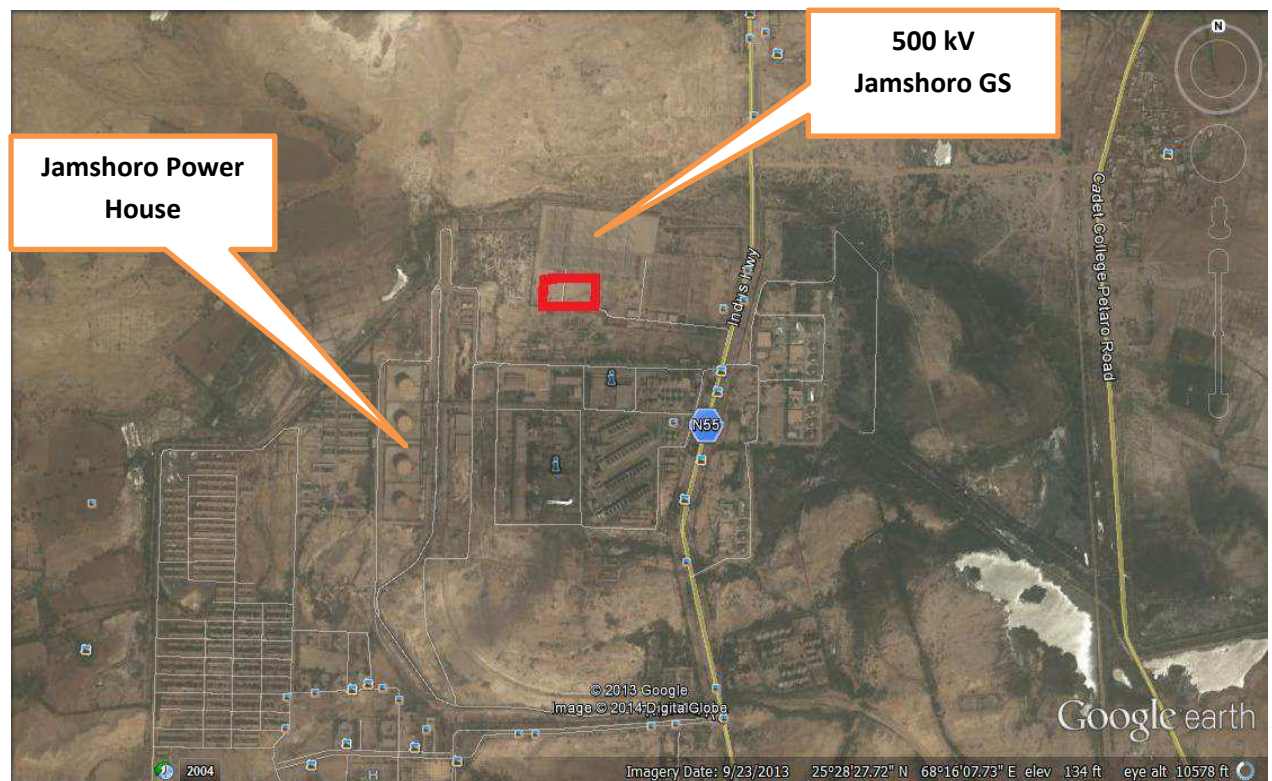 500 kV
Jamshoro GS
Jamshoro Power
House
N
Indus Hwy
Cadet College Petaro Road
N55
© 2013 Google
Image © 2014 DigitalGlobe
Google earth
2004
H
Imagery Date: 9/23/2013 25°28'27.72" N 68°16'07.73" E elev 134 ft eye alt 10578 ft